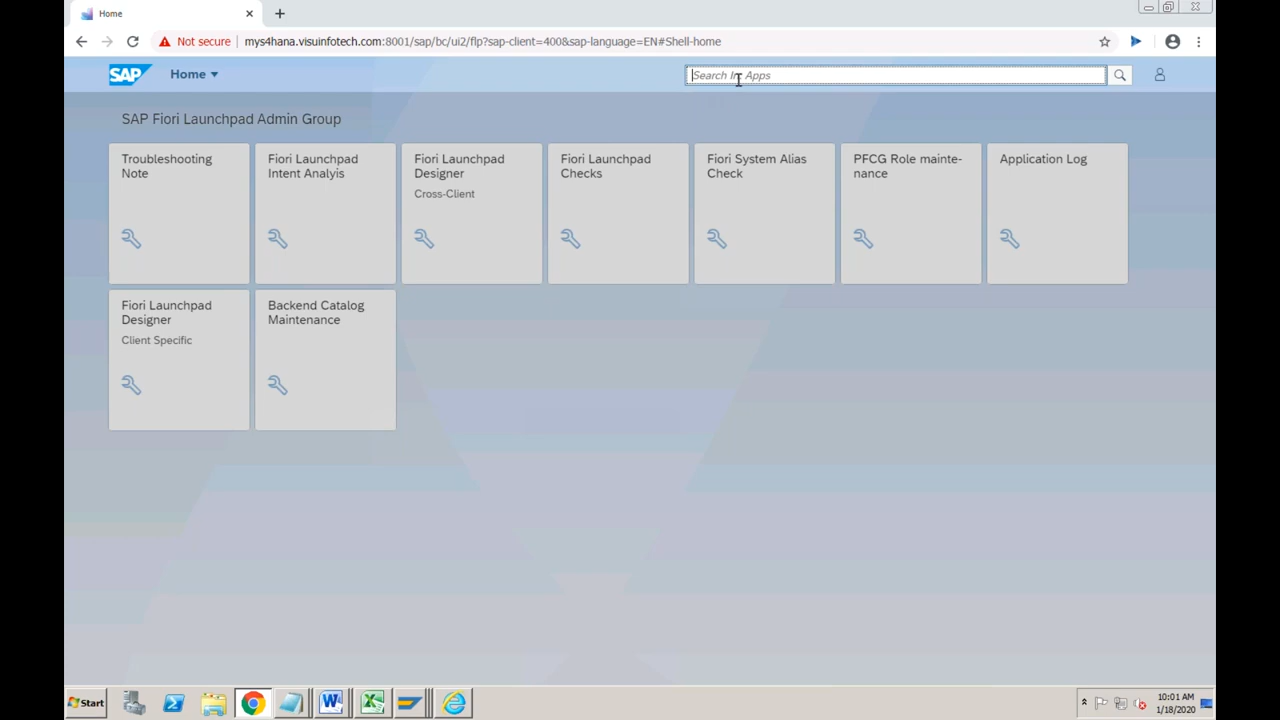 Home
Not secure
mys4hana.visuinfotech.com:8001/sap/bc/ui2/flp?sap-client=400&sap-language=EN#Shell-home
SAP
Home
Search In: Apps
SAP Fiori Launchpad Admin Group
Troubleshooting
Note
Fiori Launchpad
Intent Analyis
Fiori Launchpad
Designer
Cross-Client
Fiori Launchpad
Checks
Fiori System Alias
Check
PFCG Role mainte-
nance
Application Log
Fiori Launchpad
Designer
Client Specific
Backend Catalog
Maintenance
Start
10:01 AM
1/18/2020